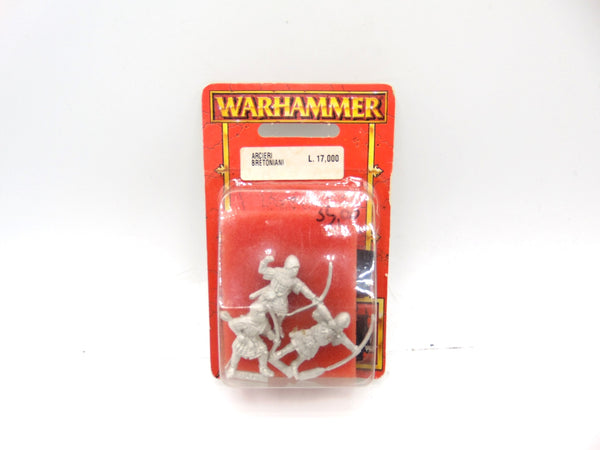 WARHAMMER
ARCIERI L. 17,000
BRETONIANI